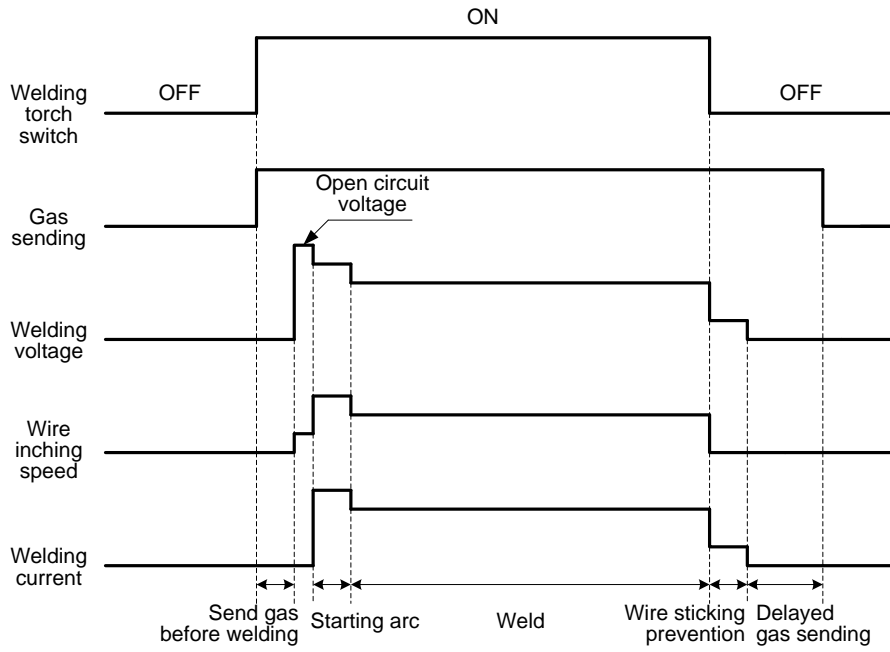 ON
Welding
torch
switch
OFF
OFF
Open circuit
voltage
Gas
sending
Welding
voltage
Wire
inching
speed
Welding
current
Send gas
before welding
Starting arc
Weld
Wire sticking
prevention
Delayed
gas sending